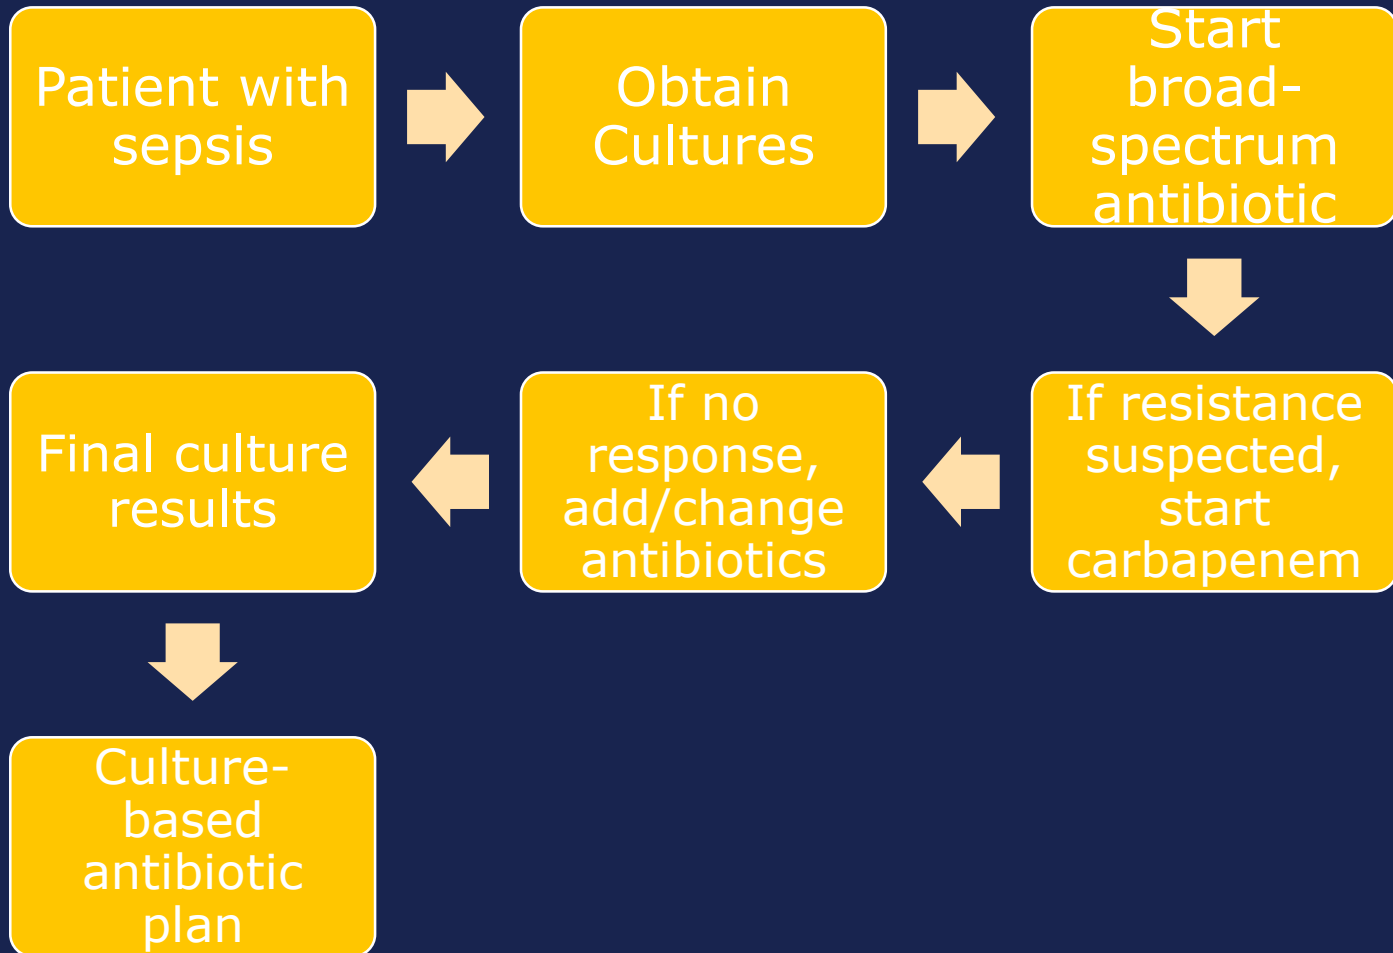 Patient with
sepsis
Obtain
Cultures
Start
broad-
spectrum
antibiotic
If resistance
suspected,
start
carbapenem
If no
response,
add/change
antibiotics
Final culture
results
Culture-
based
antibiotic
plan